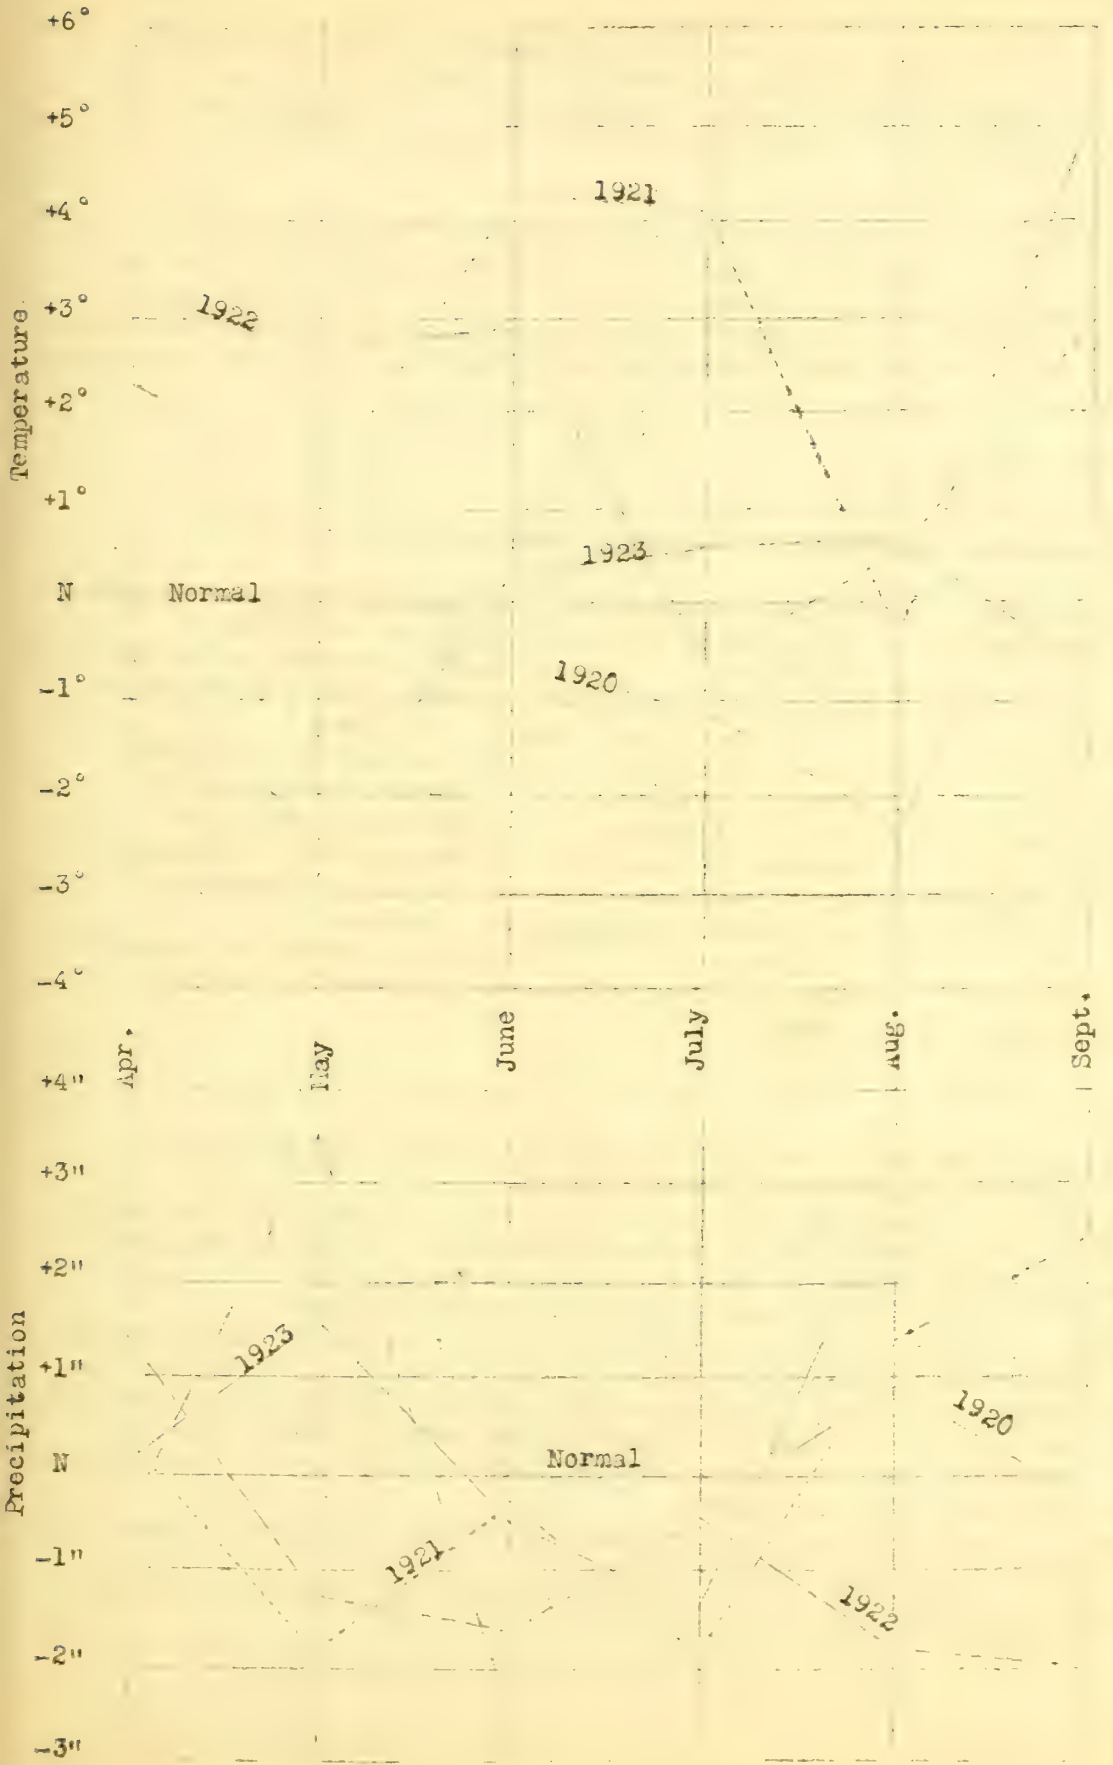 +6°
+5°
1921
+4°
+3°
1922
Temperature
+2°
+1°
1923
N
Normal
1920
-1°
-2°
-3°
-4°
Apr.
May
June
July
Aug.
Sept.
+4"
+3"
+2"
Precipitation
1923
+1"
1920
N
Normal
-1"
1921
1922
-2"
-3"